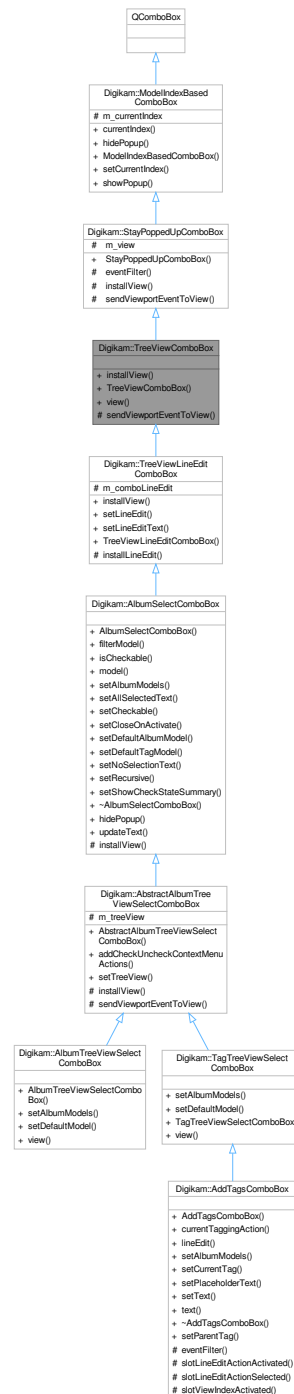 QComboBox
Digikam::ModelIndexBased
ComboBox
# m_currentIndex
+ currentIndex()
+ hidePopup()
+ ModelIndexBasedComboBox()
+ setCurrentIndex()
+ showPopup()
Digikam::StayPoppedUpComboBox
# m_view
+ StayPoppedUpComboBox()
# eventFilter()
# installView()
# sendViewportEventToView()
Digikam::TreeViewComboBox
+ installView()
+ TreeViewComboBox()
+ view()
# sendViewportEventToView()
Digikam::TreeViewLineEdit
ComboBox
# m_comboLineEdit
+ installView()
+ setLineEdit()
+ setLineEditText()
+ TreeViewLineEditComboBox()
# installLineEdit()
Digikam::AlbumSelectComboBox
+ AlbumSelectComboBox()
+ filterModel()
+ isCheckable()
+ model()
+ setAlbumModels()
+ setAllSelectedText()
+ setCheckable()
+ setCloseOnActivate()
+ setDefaultAlbumModel()
+ setDefaultTagModel()
+ setNoSelectionText()
+ setRecursive()
+ setShowCheckStateSummary()
+ ~AlbumSelectComboBox()
+ hidePopup()
+ updateText()
# installView()
Digikam::AbstractAlbumTree
ViewSelectComboBox
# m_treeView
+ AbstractAlbumTreeViewSelect
ComboBox()
+ addCheckUncheckContextMenu
Actions()
+ setTreeView()
# installView()
# sendViewportEventToView()
Digikam::AlbumTreeViewSelect
ComboBox
+ AlbumTreeViewSelectCombo
Box()
+ setAlbumModels()
+ setDefaultModel()
+ view()
Digikam::TagTreeViewSelect
ComboBox
+ setAlbumModels()
+ setDefaultModel()
+ TagTreeViewSelectComboBox
+ view()
Digikam::AddTagsComboBox
+ AddTagsComboBox()
+ currentTaggingAction()
+ lineEdit()
+ setAlbumModels()
+ setCurrentTag()
+ setPlaceholderText()
+ setText()
+ text()
+ ~AddTagsComboBox()
+ setParentTag()
# eventFilter()
# slotLineEditActionActivated()
# slotLineEditActionSelected()
# slotViewIndexActivated()